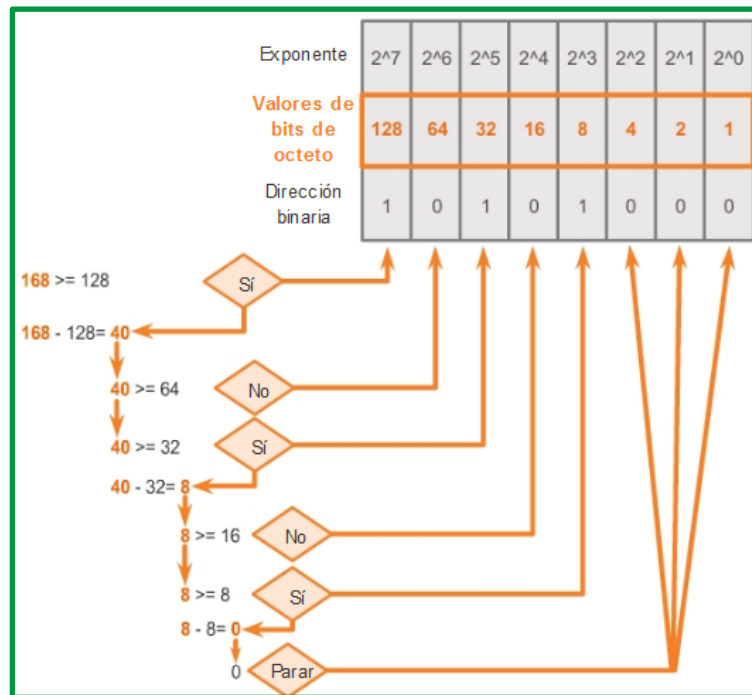 Exponente 2^7 2^6 2^5 2^4 2^3 2^2 2^1 2^0
Valores de
bits de
octeto
128 64 32 16 8 4 2 1
Dirección
binaria
1 0 1 0 1 0 0 0
168 >= 128 Sí
168 - 128= 40
40 >= 64 No
40 >= 32 Sí
40 - 32= 8
8 >= 16 No
8 >= 8 Sí
8 - 8= 0
0 Parar